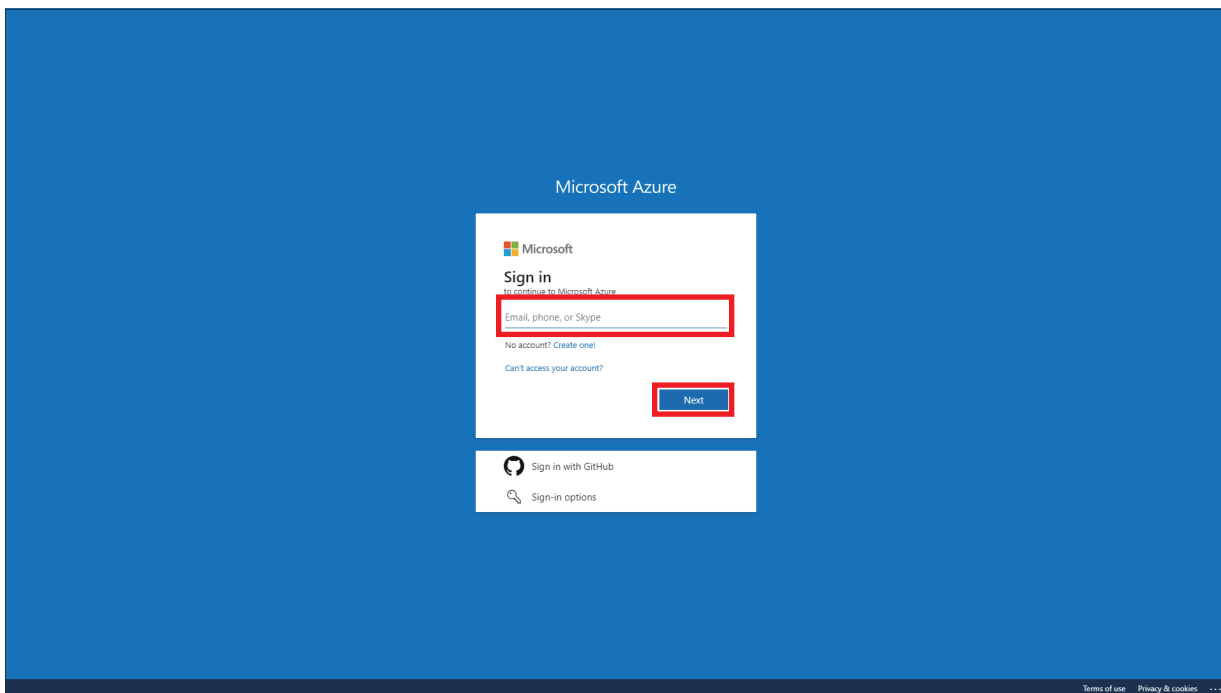 Microsoft Azure
Microsoft
Sign in
to continue to Microsoft Azure
Email, phone, or Skype
No account? Create one!
Can't access your account?
Next
Sign in with GitHub
Sign-in options
Terms of use Privacy & cookies ...